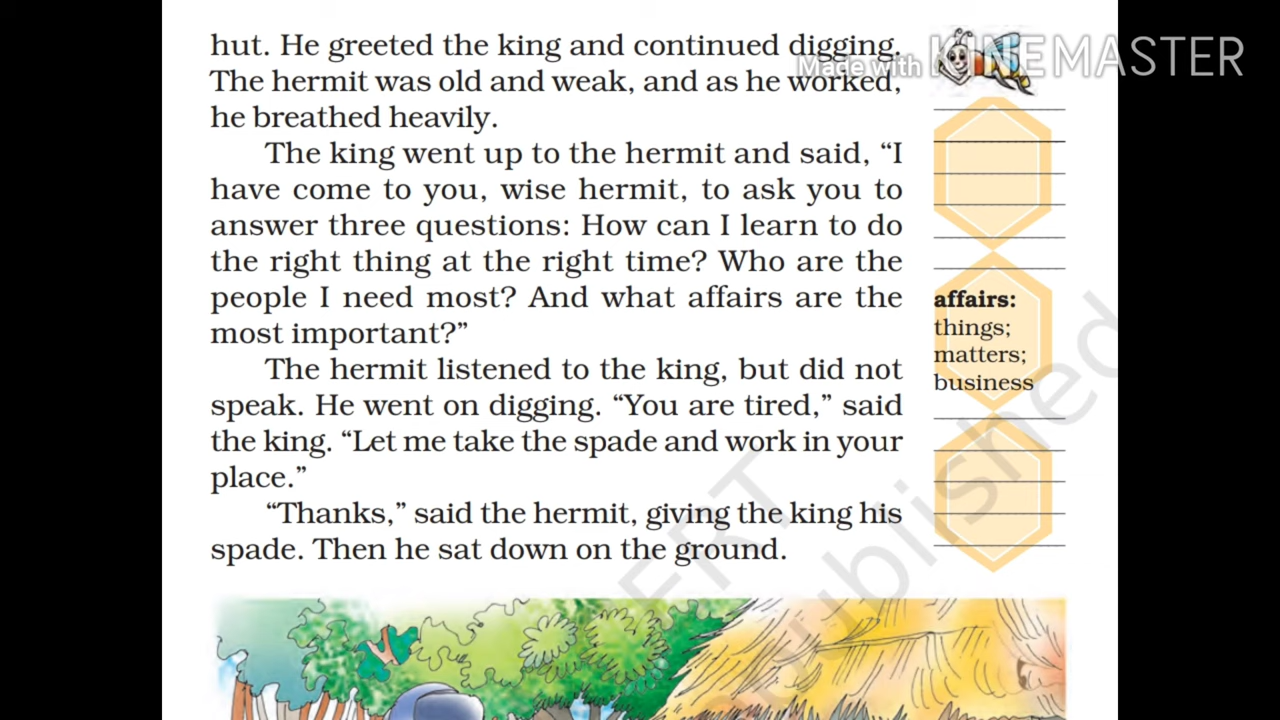 hut. He greeted the king and continued digging.
The hermit was old and weak, and as he worked,
he breathed heavily.
The king went up to the hermit and said, “I
have come to you, wise hermit, to ask you to
answer three questions: How can I learn to do
the right thing at the right time? Who are the
people I need most? And what affairs are the
most important?”
The hermit listened to the king, but did not
speak. He went on digging. “You are tired,” said
the king. “Let me take the spade and work in your
place.”
“Thanks,” said the hermit, giving the king his
spade. Then he sat down on the ground.
Made with KINEMASTER
affairs:
things;
matters;
business